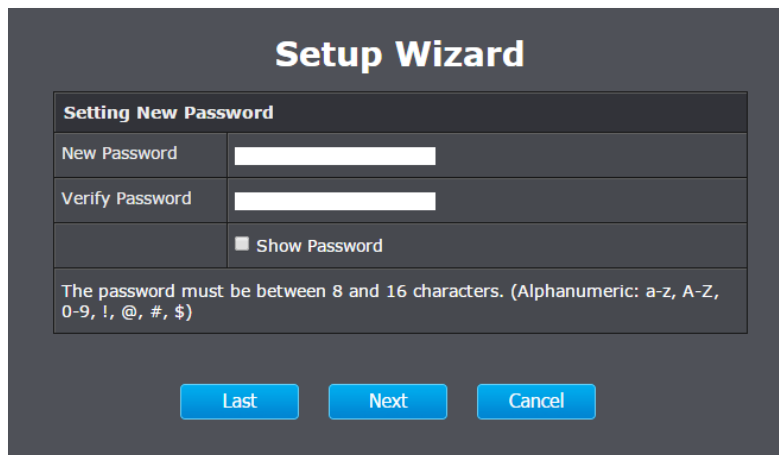 Setup Wizard
Setting New Password
New Password
Verify Password
Show Password
The password must be between 8 and 16 characters. (Alphanumeric: a-z, A-Z,
0-9, !, @, #, $)
Last Next Cancel